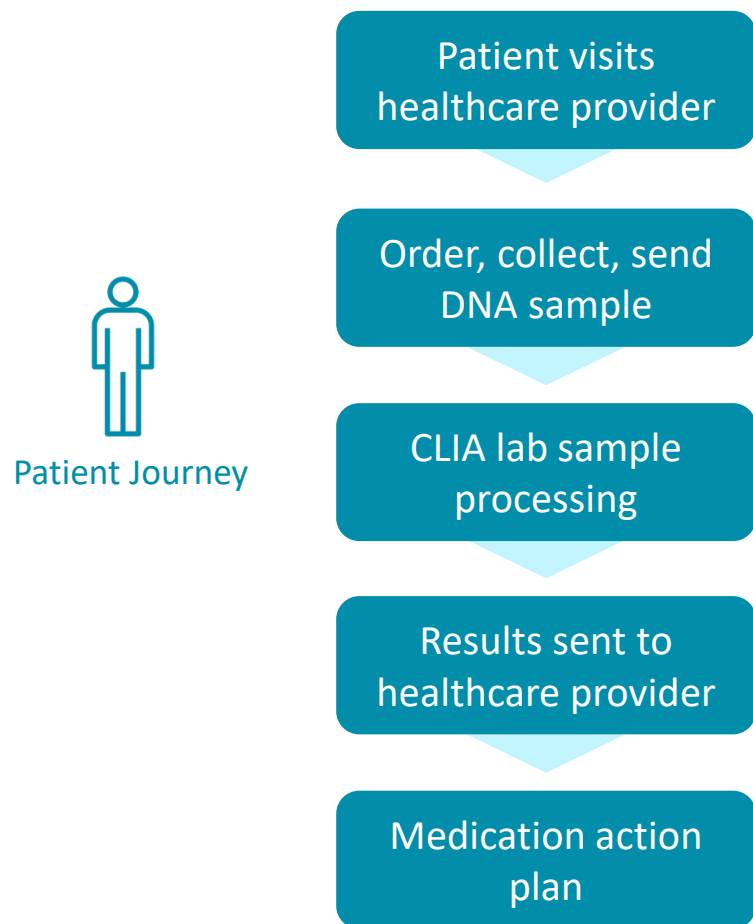 Patient visits
healthcare provider
Order, collect, send
DNA sample
Patient Journey
CLIA lab sample
processing
Results sent to
healthcare provider
Medication action
plan